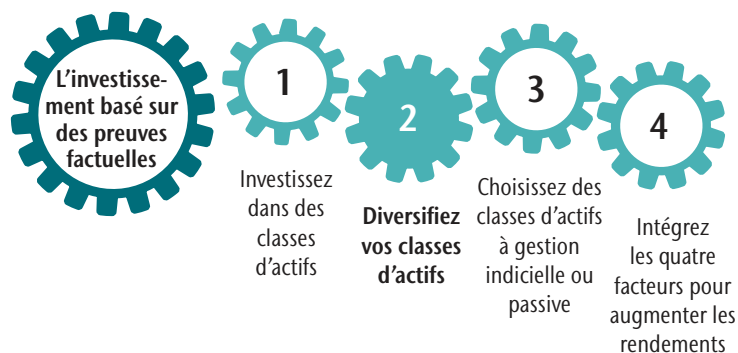 L'investisse-
ment basé sur
des preuves
factuelles
1
Investissez
dans des
classes
d'actifs
2
Diversifiez
vos classes
d'actifs
3
Choisissez des
classes d'actifs
à gestion
indicielle ou
passive
4
Intégrez
les quatre
facteurs pour
augmenter les
rendements